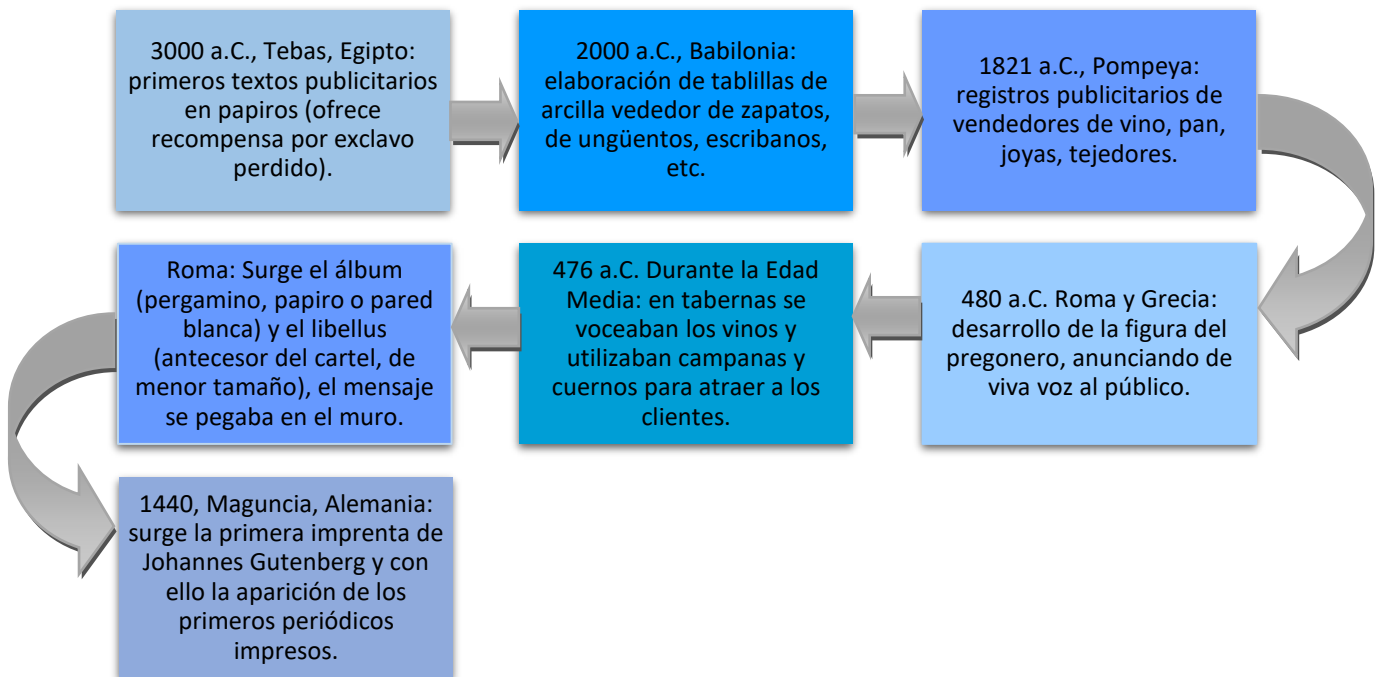 3000 a.C., Tebas, Egipto:
primeros textos publicitarios
en papiros (ofrece
recompensa por exclavo
perdido).
2000 a.C., Babilonia:
elaboración de tablillas de
arcilla vededor de zapatos,
de ungüentos, escribanos,
etc.
1821 a.C., Pompeya:
registros publicitarios de
vendedores de vino, pan,
joyas, tejedores.
480 a.C. Roma y Grecia:
desarrollo de la figura del
pregonero, anunciando de
viva voz al público.
476 a.C. Durante la Edad
Media: en tabernas se
voceaban los vinos y
utilizaban campanas y
cuernos para atraer a los
clientes.
Roma: Surge el álbum
(pergamino, papiro o pared
blanca) y el libellus
(antecesor del cartel, de
menor tamaño), el mensaje
se pegaba en el muro.
1440, Maguncia, Alemania:
surge la primera imprenta de
Johannes Gutenberg y con
ello la aparición de los
primeros periódicos
impresos.